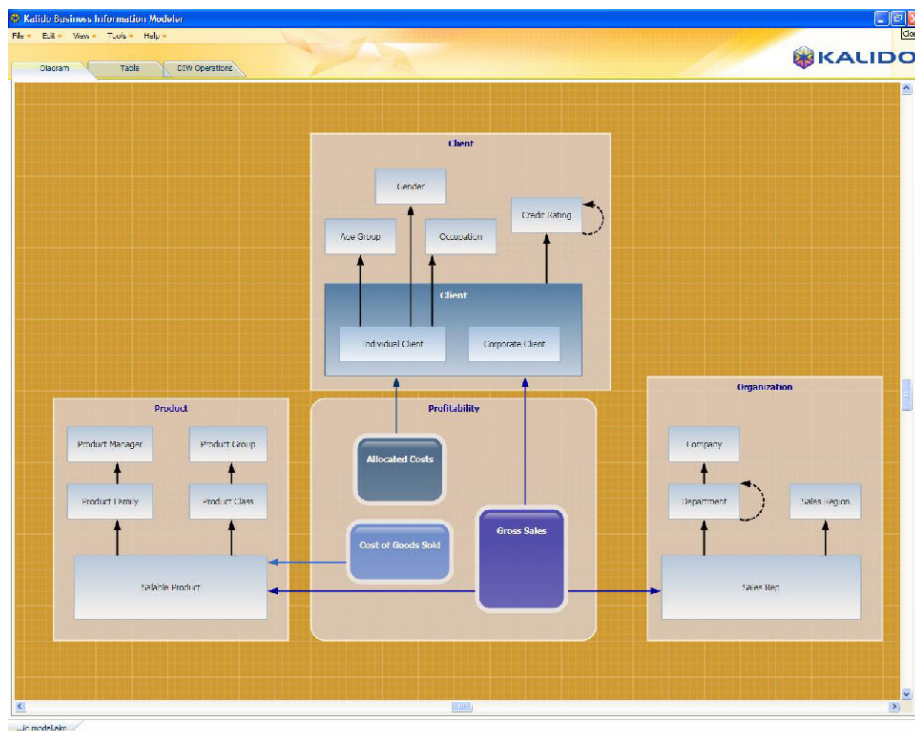 Kalido Business Information Modeler
Close
File Edit View Tools Help
KALIDO
Diagram Table DIW Operations
Client
Gender
Credit Rating
Age Group Occupation
Client
Individual Client Corporate Client
Organization
Product Profitability
Product Manager Product Group Company
Allocated Costs
Product Family Product Class Department Sales Region
Gross Sales
Cost of Goods Sold
Salable Product Sales Rep